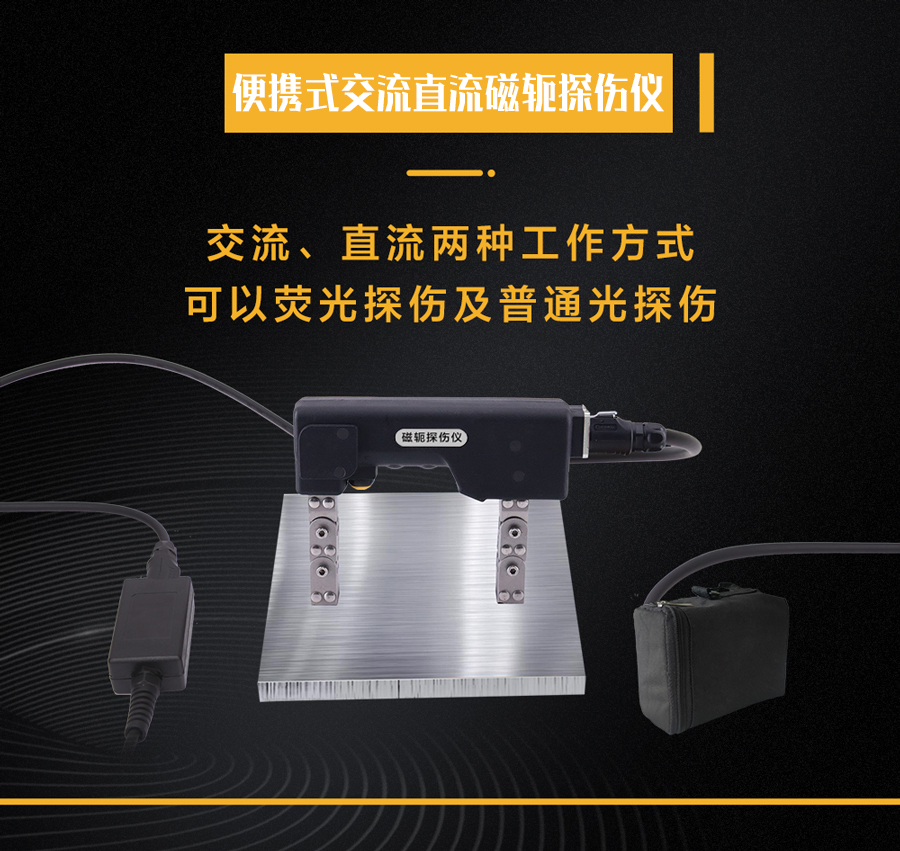 便携式交流直流磁轭探伤仪
交流、直流两种工作方式
可以荧光探伤及普通光探伤
磁轭探伤仪